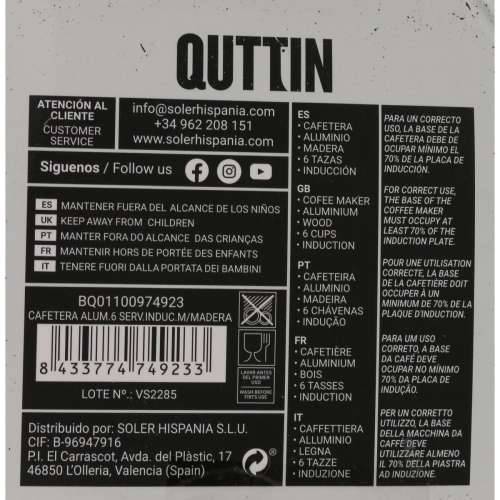 QUTTIN
ATENCIÓN AL
CLIENTE
CUSTOMER
SERVICE
info@solerhispania.com
+34 962 208 151
www.solerhispania.com
Siguenos / Follow us
ES MANTENER FUERA DEL ALCANCE DE LOS NIÑOS
UK KEEP AWAY FROM CHILDREN
PT MANTER FORA DO ALCANCE DAS CRIANÇAS
FR MANTENIR HORS DE PORTÉE DES ENFANTS
IT TENERE FUORI DALLA PORTATA DEI BAMBINI
BQ01100974923
CAFETERA ALUM.6 SERV.INDUC.M/MADERA
8 433774 749233
LOTE Nº.: VS2285
LAVAR ANTES
DEL PRIMER
USO
WASH BEFORE
FIRTS USE
Distribuido por: SOLER HISPANIA S.L.U.
CIF: B-96947916
P.I. El Carrascot, Avda. del Plàstic, 17
46850 L'Olleria, Valencia (Spain)
ES
• CAFETERA
• ALUMINIO
• MADERA
• 6 TAZAS
• INDUCCIÓN
GB
• COFEE MAKER
• ALUMINIUM
• WOOD
• 6 CUPS
• INDUCTION
PT
• CAFETEIRA
• ALUMINIO
• MADEIRA
• 6 CHÁVENAS
• INDUÇÃO
FR
• CAFETIÈRE
• ALUMINIUM
• BOIS
• 6 TASSES
• INDUCTION
IT
• CAFFETTIERA
• ALLUMINIO
• LEGNA
• 6 TAZZE
• INDUZIONE
PARA UN CORRECTO
USO, LA BASE DE LA
CAFETERA DEBE DE
OCUPAR MÍNIMO EL
70% DE LA PLACA DE
INDUCCIÓN.
FOR CORRECT USE,
THE BASE OF THE
COFFEE MAKER
MUST OCCUPY AT
LEAST 70% OF THE
INDUCTION PLATE.
POUR UNE UTILISATION
CORRECTE, LA BASE DE
LA CAFETIÈRE DOIT
OCCUPER À UN
MINIMUM DE 70% DE LA
PLAQUE D'INDUCTION.
PARA UM USO
CORRETO, A BASE
DA CAFÉ DEVE
OCUPAR NO MÍNIMO
70% DA PLACA DE
INDUÇÃO.
PER UN CORRETTO
UTILIZZO, LA BASE
DELLA MACCHINA DA
CAFFÈ DEVE
UTILIZZARE ALMENO
IL 70% DELLA PIASTRA
AD INDUZIONE.